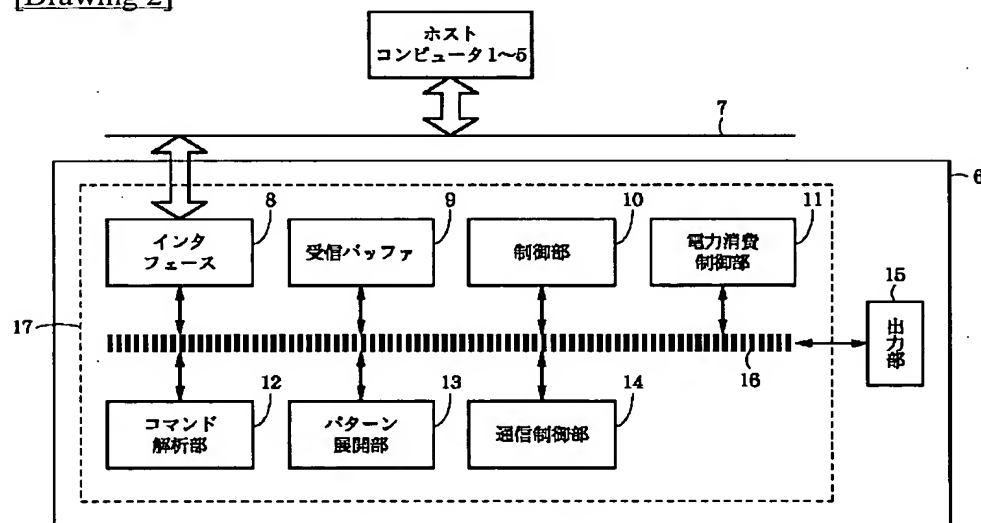 [Drawing 2]
ホスト
コンピュータ1〜5
7
6
8
9
10
11
インタ
フェース
受信バッファ
制御部
電力消費
制御部
15
出力部
17
16
12
13
14
コマンド
解析部
パターン
展開部
通信制御部